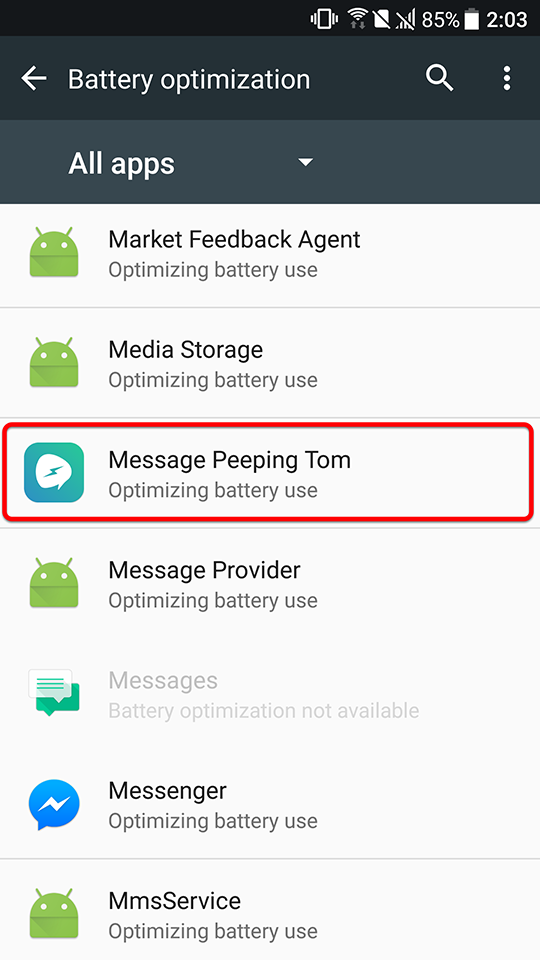 85% 2:03
Battery optimization
All apps
Market Feedback Agent
Optimizing battery use
Media Storage
Optimizing battery use
Message Peeping Tom
Optimizing battery use
Message Provider
Optimizing battery use
Messages
Battery optimization not available
Messenger
Optimizing battery use
MmsService
Optimizing battery use